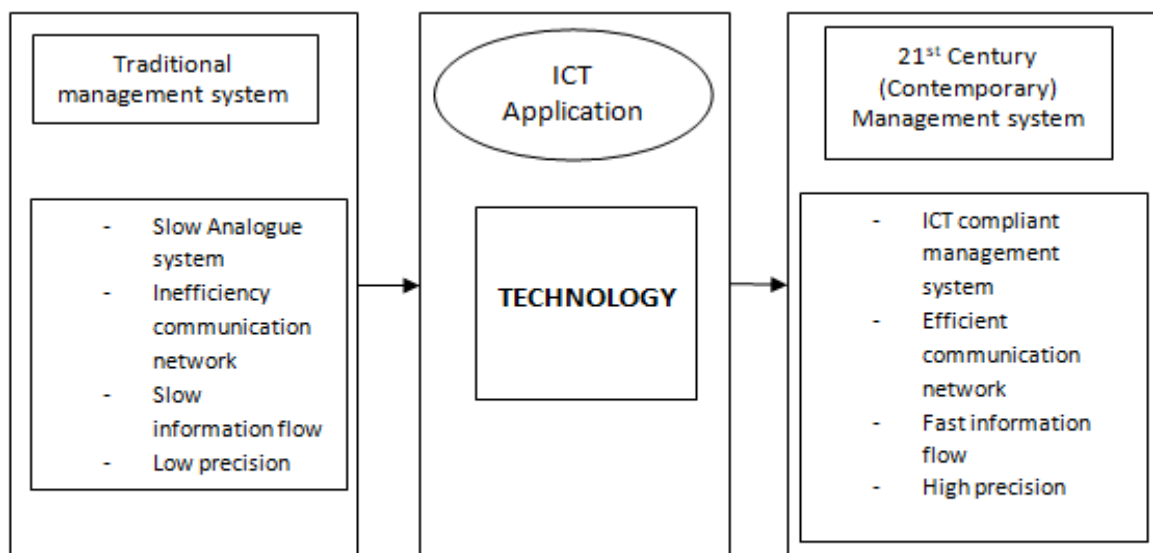 Traditional
management system
- Slow Analogue
system
- Inefficiency
communication
network
- Slow
information flow
- Low precision
ICT
Application
TECHNOLOGY
21st Century
(Contemporary)
Management system
- ICT compliant
management
system
- Efficient
communication
network
- Fast information
flow
- High precision